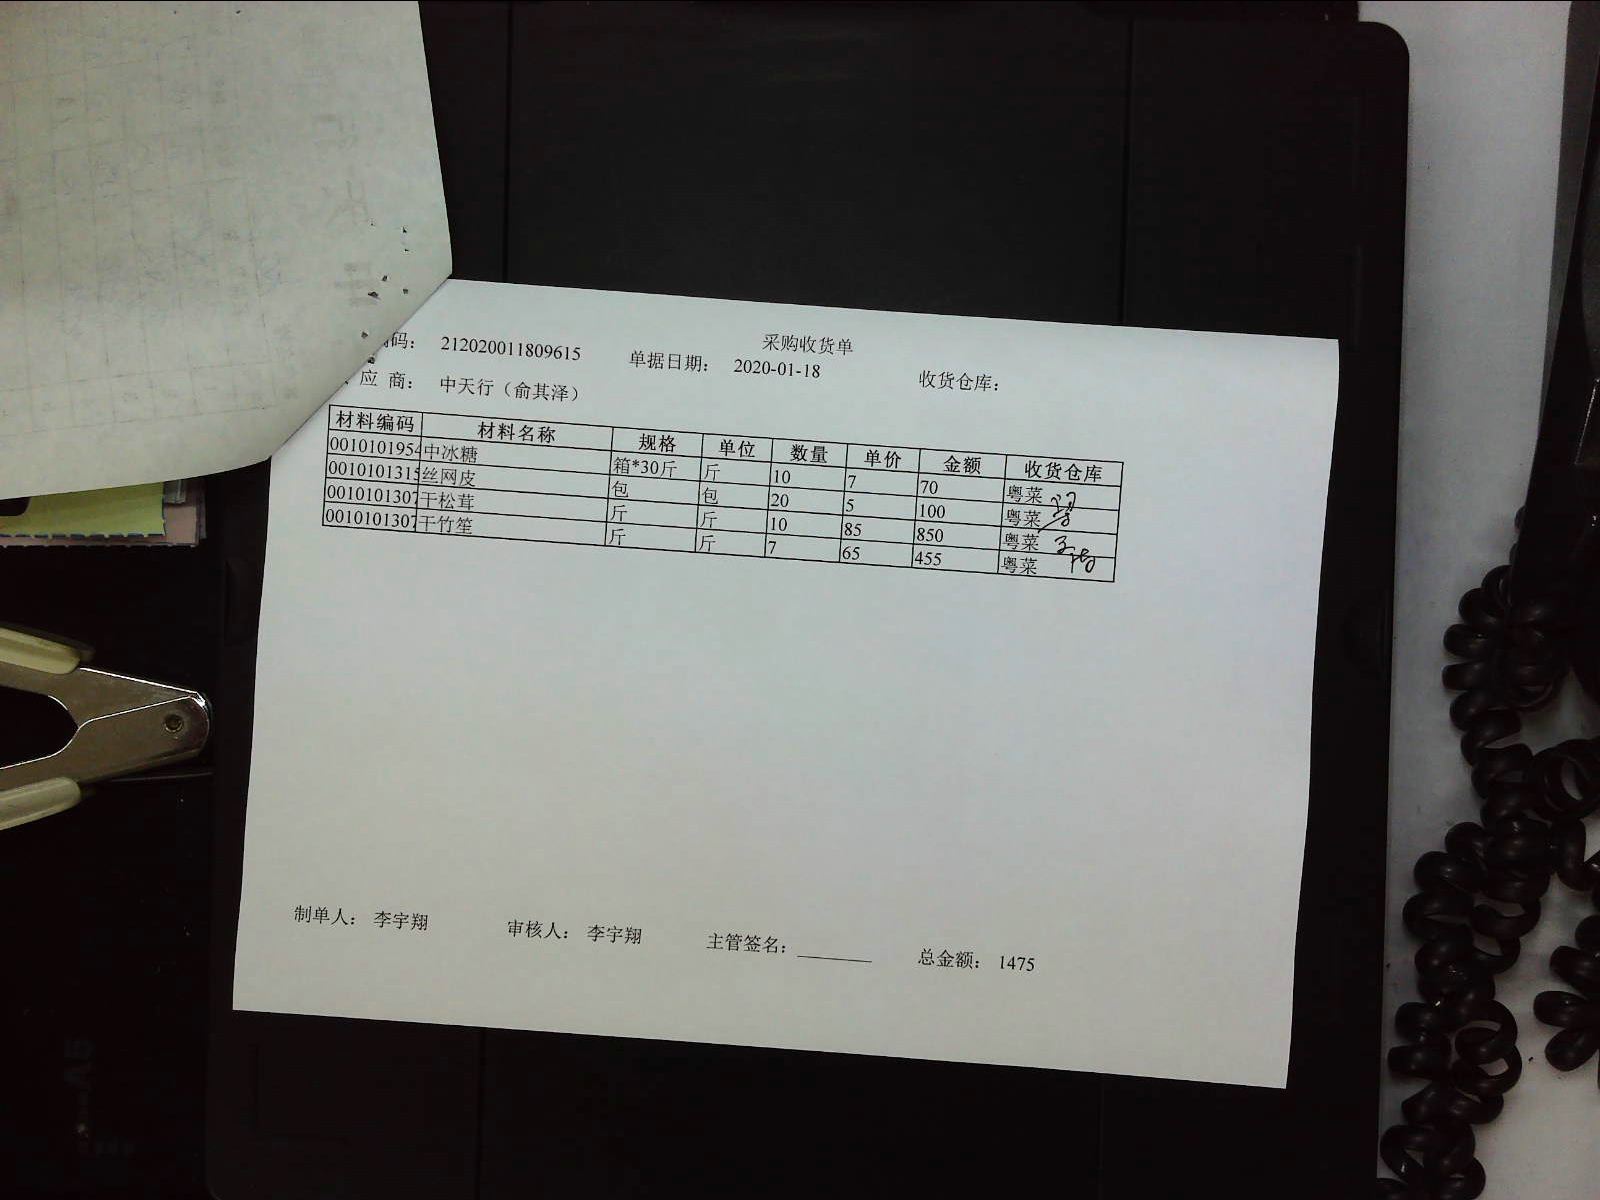 采购收货单
码： 212020011809615 单据日期： 2020-01-18 收货仓库：
应 商： 中天行（俞其泽）
材料编码 材料名称 规格 单位 数量 单价 金额 收货仓库
0010101954 中冰糖 箱*30斤 斤 10 7 70 粤菜
0010101315 丝网皮 包 包 20 5 100 粤菜
001010130 干松茸 斤 斤 10 85 850 粤菜
001010130 干竹笙 斤 斤 7 65 455 粤菜
制单人： 李宇翔 审核人： 李宇翔 主管签名： 总金额： 1475